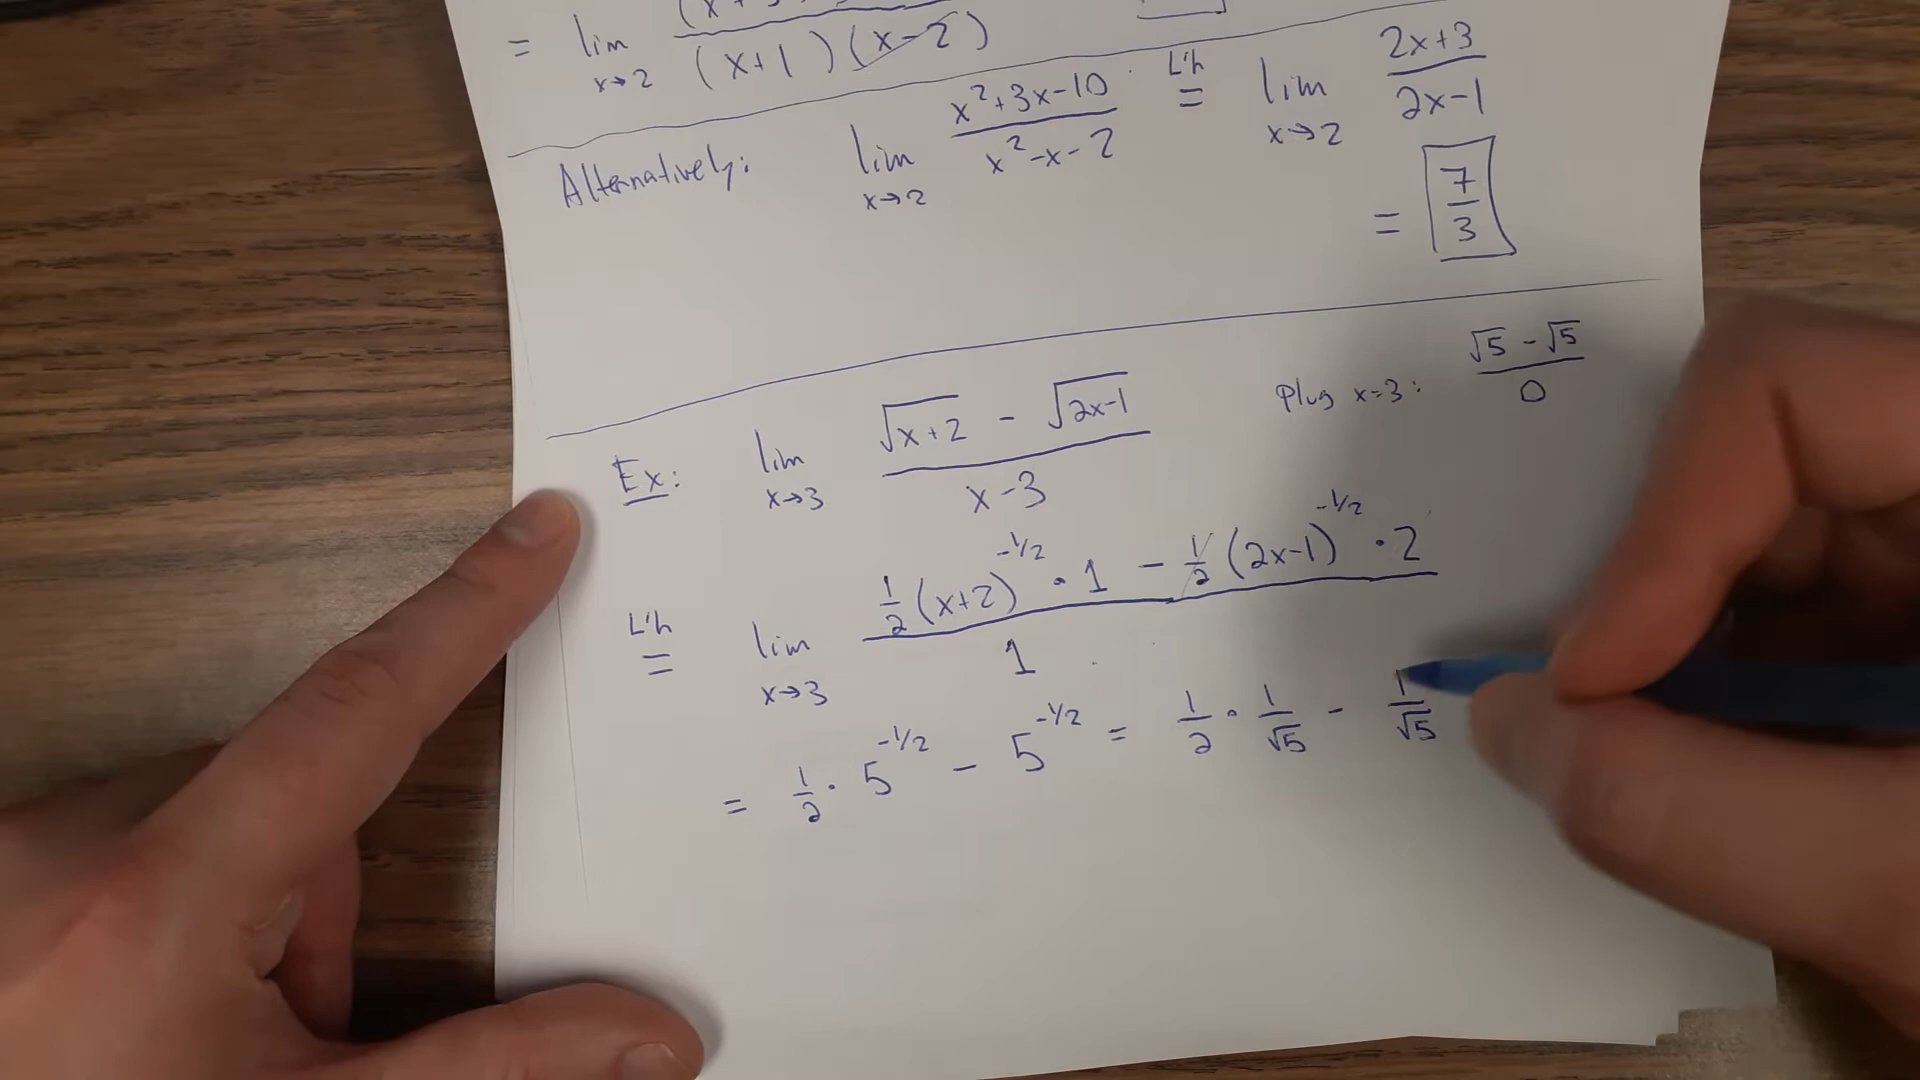 = lim x→2 (x+3 / (x+1)(x-2)
Alternatively: lim x→2 x²+3x-10 / x²-x-2 L'h = lim x→2 2x+3 / 2x-1
= 7/3
Ex: lim x→3 √x+2 - √2x-1 / x-3 Plug x=3: √5 - √5 / 0
L'h = lim x→3 1/2 (x+2)^-1/2 · 1 - 1/2 (2x-1)^-1/2 · 2 / 1
= 1/2 · 5^-1/2 - 5^-1/2 = 1/2 · 1/√5 - 1/√5